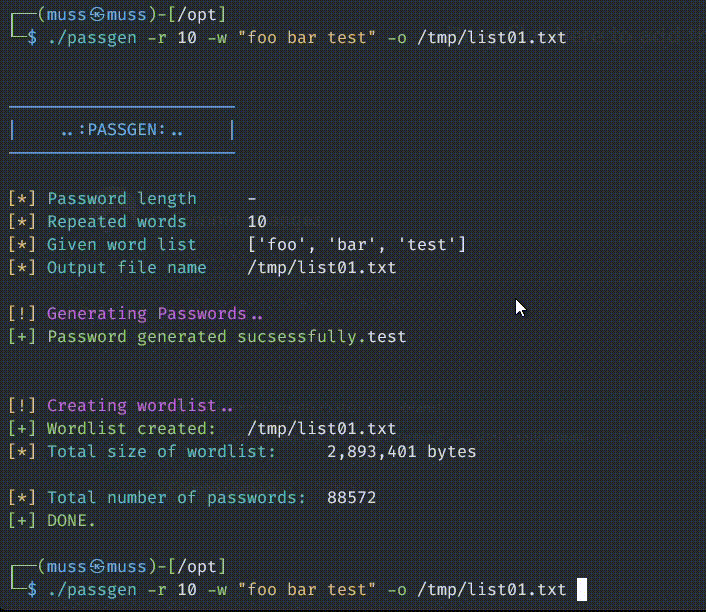 ┌──(muss㉿muss)-[/opt]
└─$ ./passgen -r 10 -w "foo bar test" -o /tmp/list01.txt
| ..:PASSGEN:.. |
[*] Password length -
[*] Repeated words 10
[*] Given word list ['foo', 'bar', 'test']
[*] Output file name /tmp/list01.txt
[!] Generating Passwords..
[+] Password generated sucsessfully.test
[!] Creating wordlist..
[+] Wordlist created: /tmp/list01.txt
[*] Total size of wordlist: 2,893,401 bytes
[*] Total number of passwords: 88572
[+] DONE.
┌──(muss㉿muss)-[/opt]
└─$ ./passgen -r 10 -w "foo bar test" -o /tmp/list01.txt